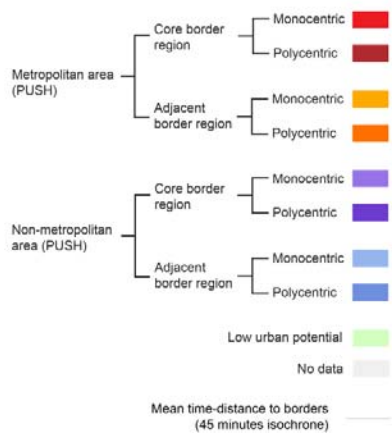 Monocentric
Core border
region
Polycentric
Metropolitan area
(PUSH)
Monocentric
Adjacent border
region
Polycentric
Monocentric
Core border
region
Polycentric
Non-metropolitan
area (PUSH)
Monocentric
Adjacent
border region
Polycentric
Low urban potential
No data
Mean time-distance to borders
(45 minutes isochrone)